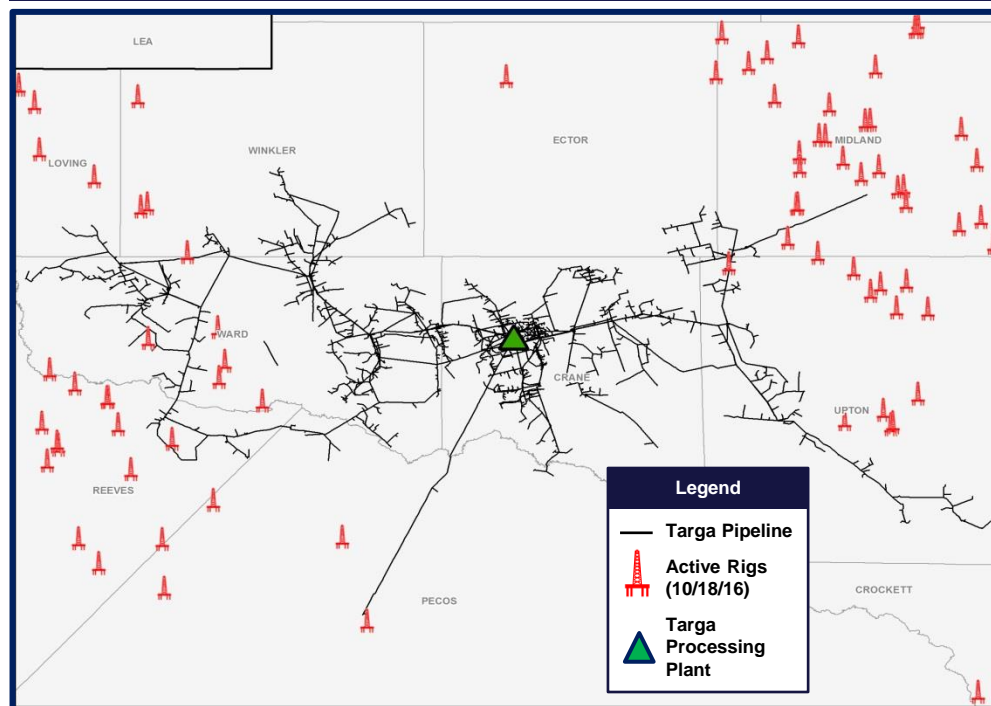 LEA
ECTOR
MIDLAND
WINKLER
LOVING
WARD
CRANE
UPTON
REEVES
PECOS
CROCKETT
Legend
Targa Pipeline
Active Rigs
(10/18/16)
Targa
Processing
Plant